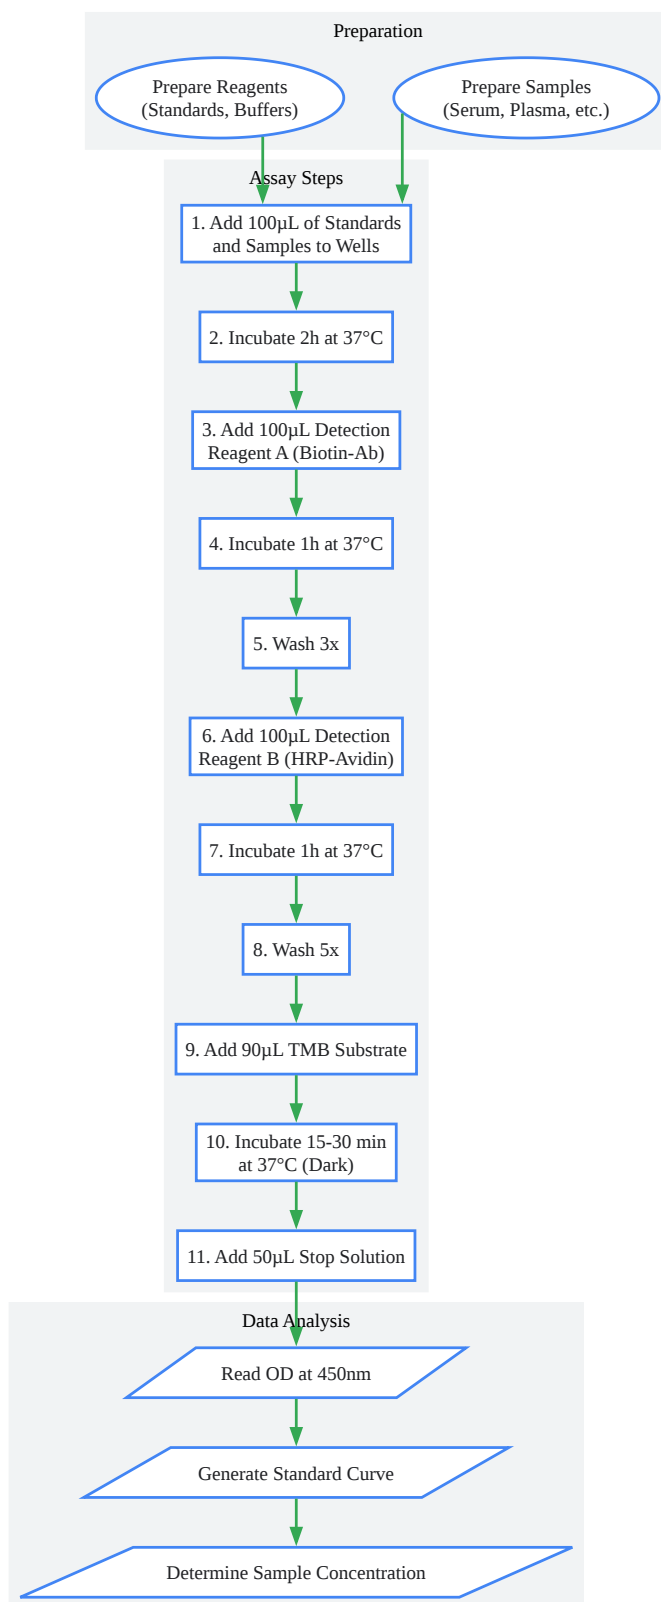 Preparation
Prepare Reagents
(Standards, Buffers)
Prepare Samples
(Serum, Plasma, etc.)
Assay Steps
1. Add 100µL of Standards
and Samples to Wells
2. Incubate 2h at 37°C
3. Add 100µL Detection
Reagent A (Biotin-Ab)
4. Incubate 1h at 37°C
5. Wash 3x
6. Add 100µL Detection
Reagent B (HRP-Avidin)
7. Incubate 1h at 37°C
8. Wash 5x
9. Add 90µL TMB Substrate
10. Incubate 15-30 min
at 37°C (Dark)
11. Add 50µL Stop Solution
Data Analysis
Read OD at 450nm
Generate Standard Curve
Determine Sample Concentration